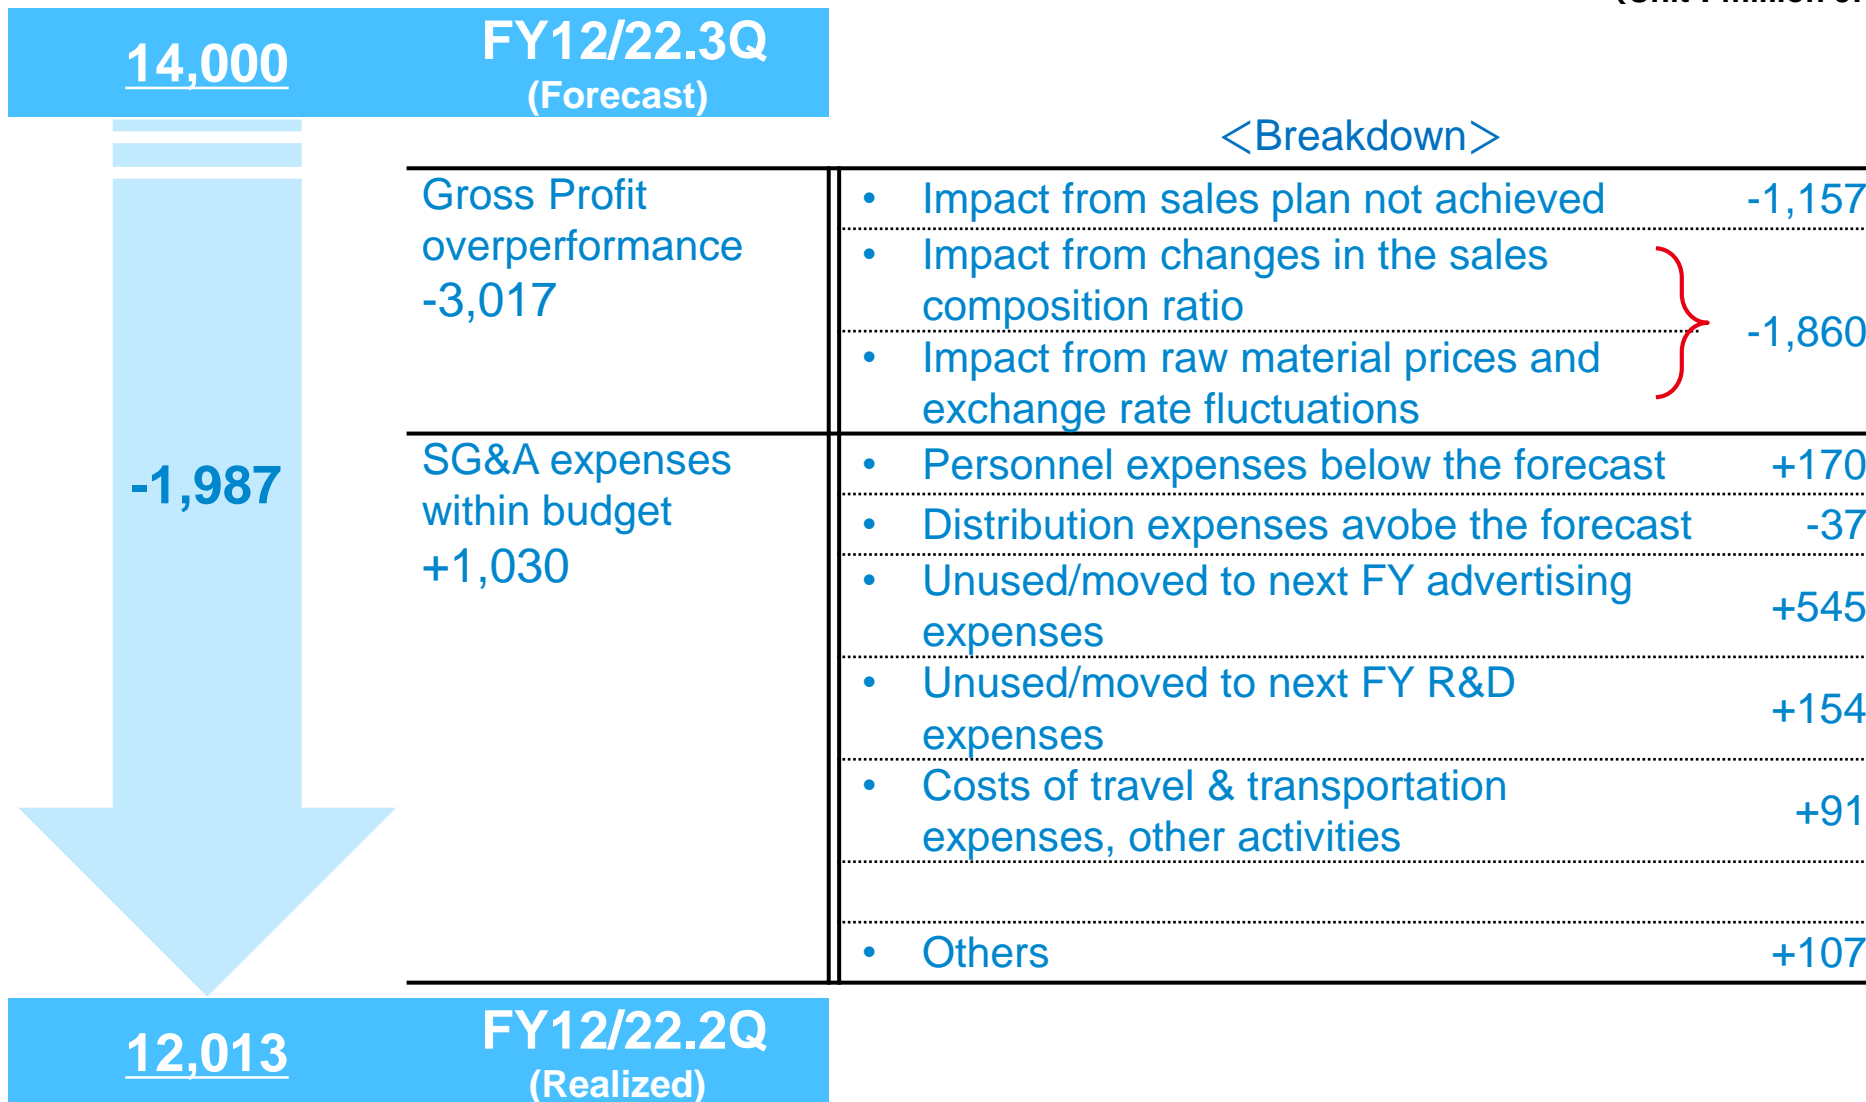 (Unit : million
14,000
FY12/22.3Q
(Forecast)
<Breakdown>
Gross Profit
overperformance
-3,017
• Impact from sales plan not achieved -1,157
• Impact from changes in the sales
composition ratio
-1,860
• Impact from raw material prices and
exchange rate fluctuations
-1,987
SG&A expenses
within budget
+1,030
• Personnel expenses below the forecast +170
• Distribution expenses avobe the forecast -37
• Unused/moved to next FY advertising
expenses
+545
• Unused/moved to next FY R&D
expenses
+154
• Costs of travel & transportation
expenses, other activities
+91
• Others +107
12,013
FY12/22.2Q
(Realized)